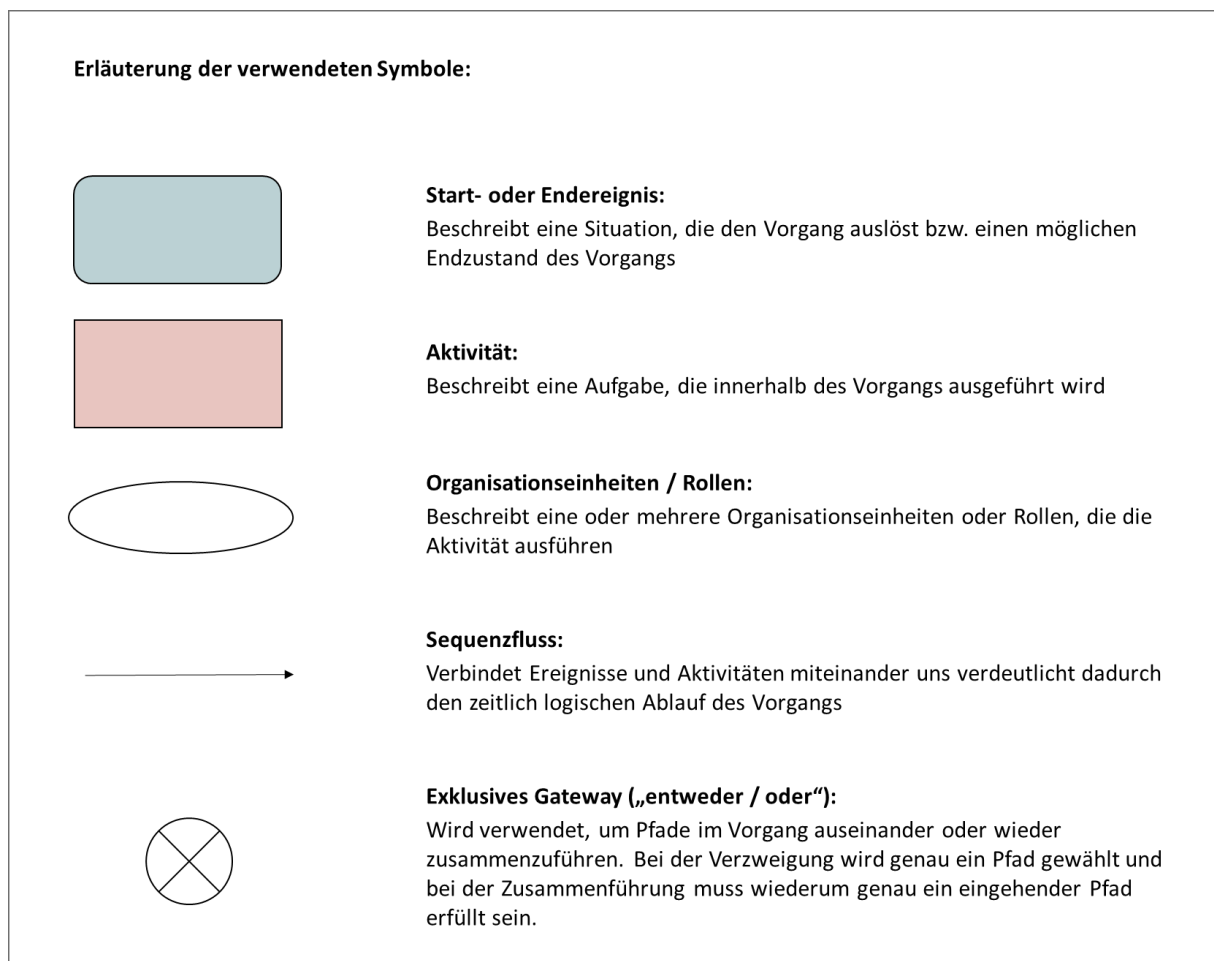 Erläuterung der verwendeten Symbole:
Start- oder Endereignis:
Beschreibt eine Situation, die den Vorgang auslöst bzw. einen möglichen
Endzustand des Vorgangs
Aktivität:
Beschreibt eine Aufgabe, die innerhalb des Vorgangs ausgeführt wird
Organisationseinheiten / Rollen:
Beschreibt eine oder mehrere Organisationseinheiten oder Rollen, die die
Aktivität ausführen
Sequenzfluss:
Verbindet Ereignisse und Aktivitäten miteinander uns verdeutlicht dadurch
den zeitlich logischen Ablauf des Vorgangs
Exklusives Gateway („entweder / oder“):
Wird verwendet, um Pfade im Vorgang auseinander oder wieder
zusammenzuführen. Bei der Verzweigung wird genau ein Pfad gewählt und
bei der Zusammenführung muss wiederum genau ein eingehender Pfad
erfüllt sein.